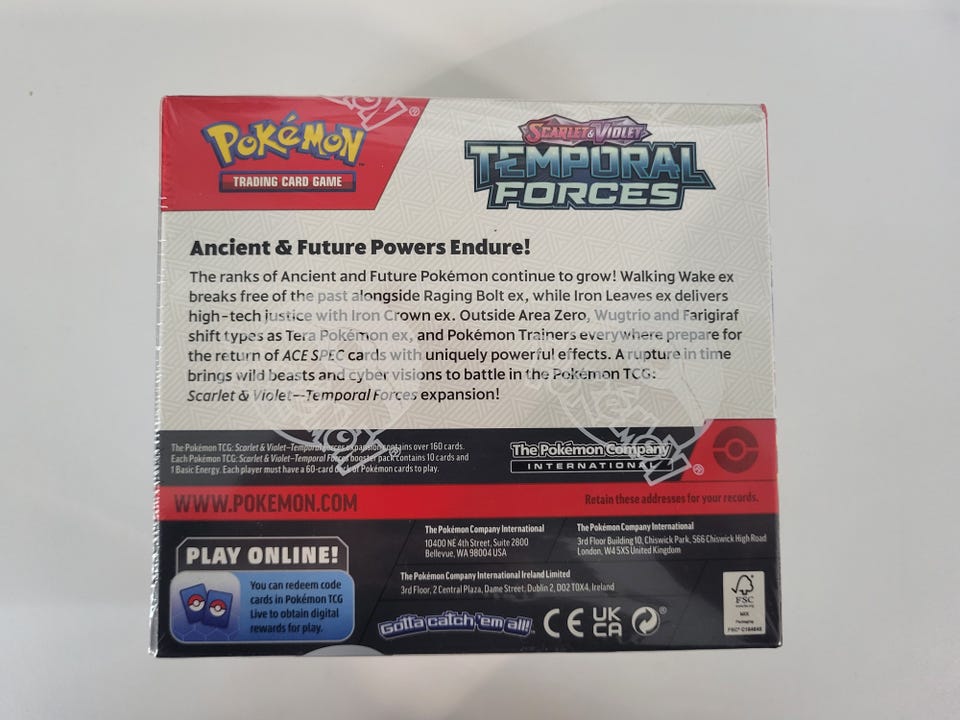 POKéMON
TRADING CARD GAME
SCARLET & VIOLET
TEMPORAL
FORCES
Ancient & Future Powers Endure!
The ranks of Ancient and Future Pokémon continue to grow! Walking Wake ex
breaks free of the past alongside Raging Bolt ex, while Iron Leaves ex delivers
high-tech justice with Iron Crown ex. Outside Area Zero, Wugtrio and Farigiraf
shift types as Tera Pokémon ex, and Pokémon Trainers everywhere prepare for
the return of ACE SPEC cards with uniquely powerful effects. A rupture in time
brings wild beasts and cyber visions to battle in the Pokémon TCG:
Scarlet & Violet—Temporal Forces expansion!
The Pokémon TCG: Scarlet & Violet–Temporal Forces expansion contains over 160 cards.
Each Pokémon TCG: Scarlet & Violet–Temporal Forces booster pack contains 10 cards and
1 Basic Energy. Each player must have a 60-card deck of Pokémon cards to play.
The Pokémon Company
INTERNATIONAL
WWW.POKEMON.COM
Retain these addresses for your records.
The Pokémon Company International
10400 NE 4th Street, Suite 2800
Bellevue, WA 98004 USA
The Pokémon Company International
3rd Floor Building 10, Chiswick Park, 566 Chiswick High Road
London, W4 5XS United Kingdom
The Pokémon Company International Ireland Limited
3rd Floor, 2 Central Plaza, Dame Street, Dublin 2, D02 T0X4, Ireland
PLAY ONLINE!
You can redeem code
cards in Pokémon TCG
Live to obtain digital
rewards for play.
Gotta catch 'em all!
CE UK
CA
FSC
MIX
Packaging